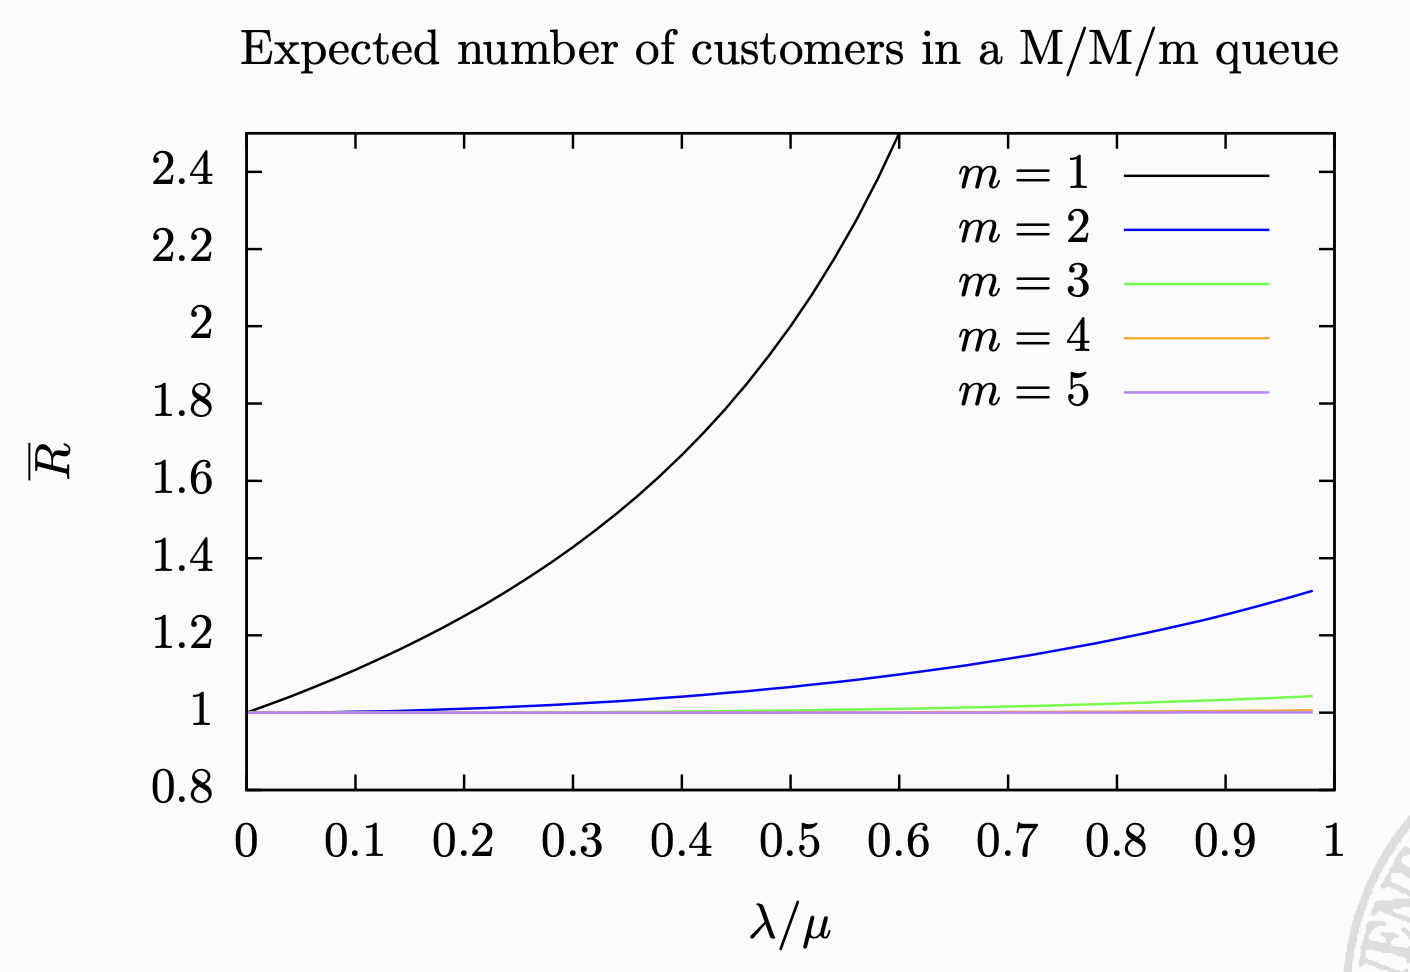 Expected number of customers in a M/M/m queue
2.4
2.2
2
1.8
1.6
1.4
1.2
1
0.8
R̅
m = 1
m = 2
m = 3
m = 4
m = 5
0 0.1 0.2 0.3 0.4 0.5 0.6 0.7 0.8 0.9 1
λ/μ